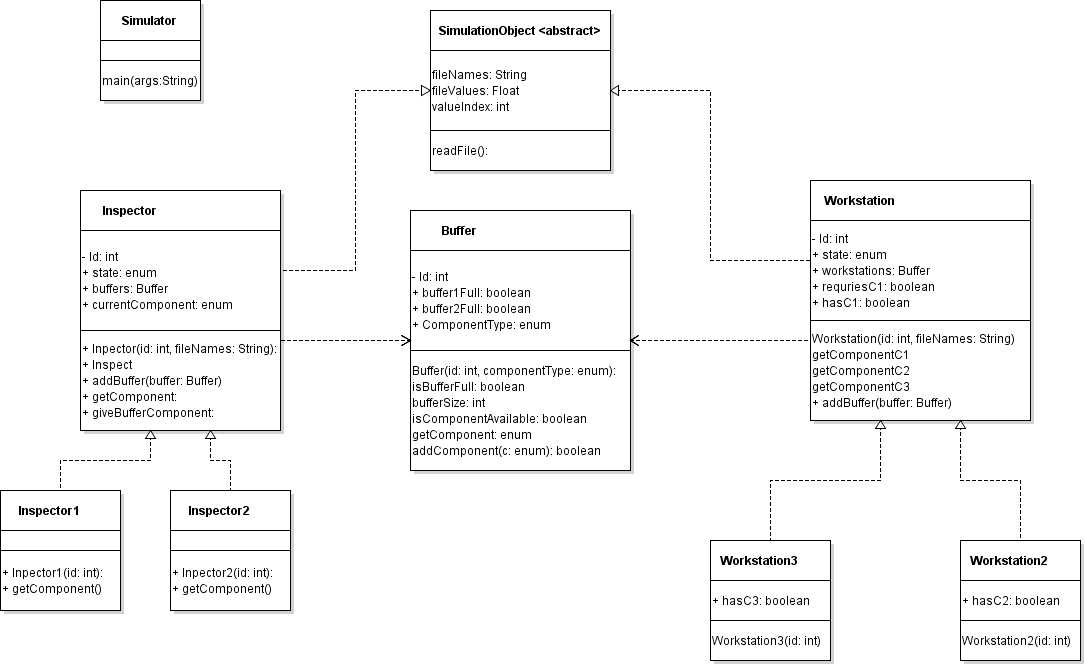 Simulator
main(args:String)
SimulationObject <abstract>
fileNames: String
fileValues: Float
valueIndex: int
readFile():
Inspector
- Id: int
+ state: enum
+ buffers: Buffer
+ currentComponent: enum
+ Inpector(id: int, fileNames: String):
+ Inspect
+ addBuffer(buffer: Buffer)
+ getComponent:
+ giveBufferComponent:
Buffer
- Id: int
+ buffer1Full: boolean
+ buffer2Full: boolean
+ ComponentType: enum
Buffer(id: int, componentType: enum):
isBufferFull: boolean
bufferSize: int
isComponentAvailable: boolean
getComponent: enum
addComponent(c: enum): boolean
Workstation
- Id: int
+ state: enum
+ workstations: Buffer
+ requriesC1: boolean
+ hasC1: boolean
Workstation(id: int, fileNames: String)
getComponentC1
getComponentC2
getComponentC3
+ addBuffer(buffer: Buffer)
Inspector1
+ Inpector1(id: int):
+ getComponent()
Inspector2
+ Inpector2(id: int):
+ getComponent()
Workstation3
+ hasC3: boolean
Workstation3(id: int)
Workstation2
+ hasC2: boolean
Workstation2(id: int)